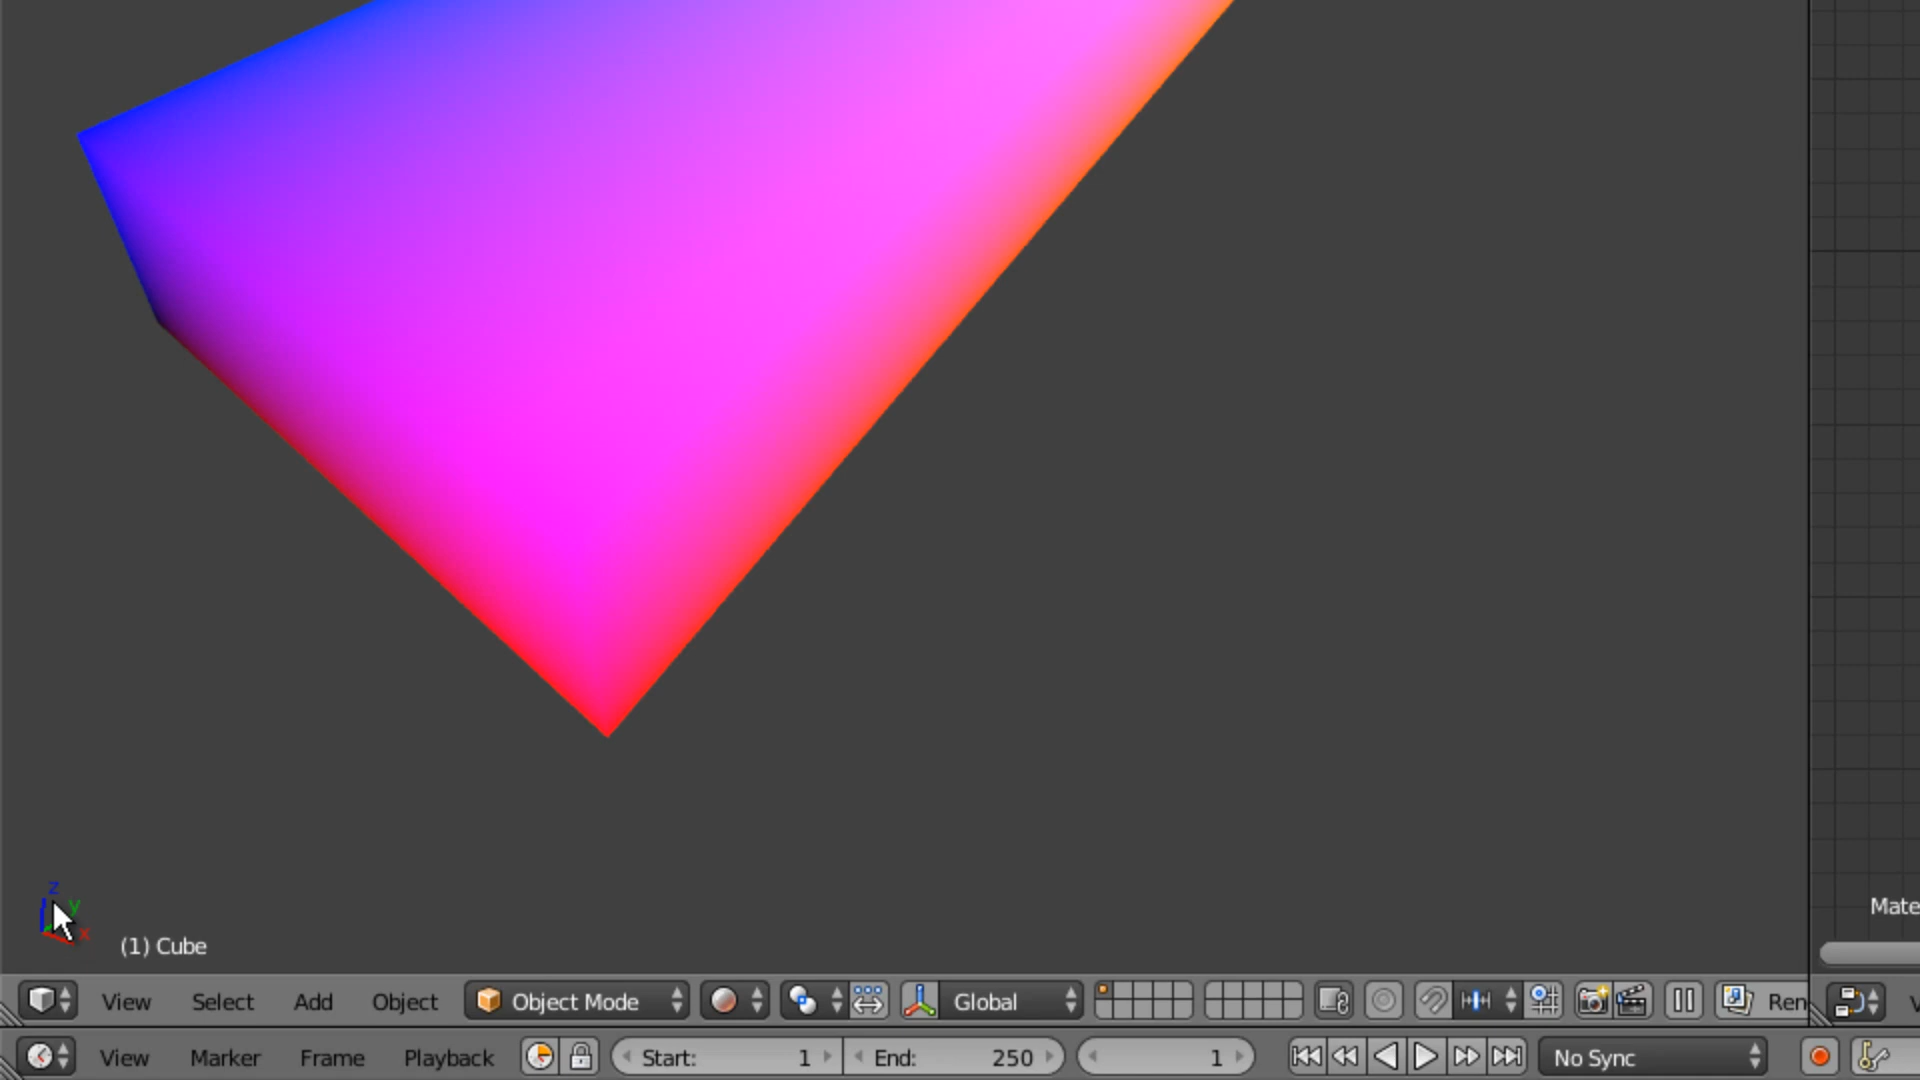 z
y
x
(1) Cube
Mate
View Select Add Object Object Mode Global Ren V
View Marker Frame Playback Start: 1 End: 250 1 No Sync